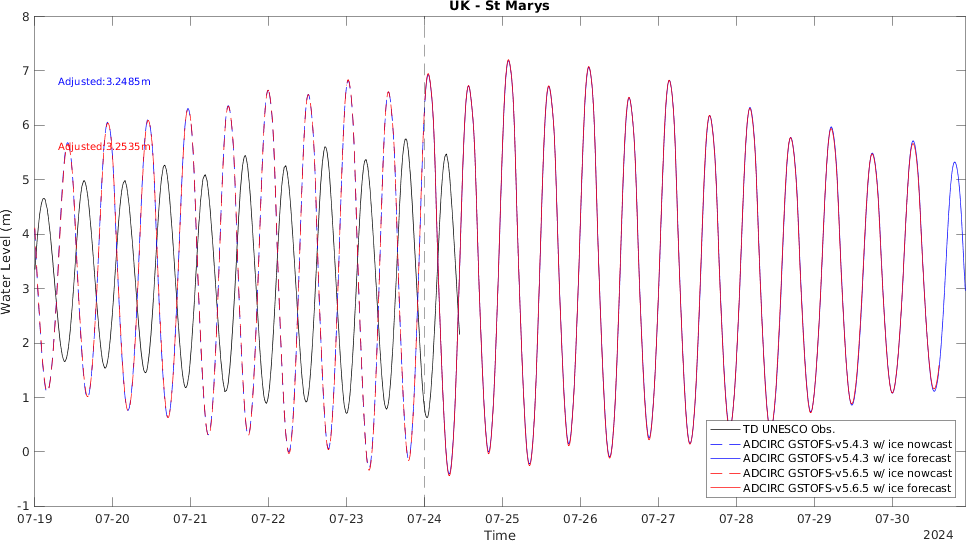 UK - St Marys
8
7
6
5
4
3
2
1
0
-1
Water Level (m)
Adjusted:3.2485m
Adjusted:3.2535m
TD UNESCO Obs.
ADCIRC GSTOFS-v5.4.3 w/ ice nowcast
ADCIRC GSTOFS-v5.4.3 w/ ice forecast
ADCIRC GSTOFS-v5.6.5 w/ ice nowcast
ADCIRC GSTOFS-v5.6.5 w/ ice forecast
07-19 07-20 07-21 07-22 07-23 07-24 07-25 07-26 07-27 07-28 07-29 07-30
Time
2024